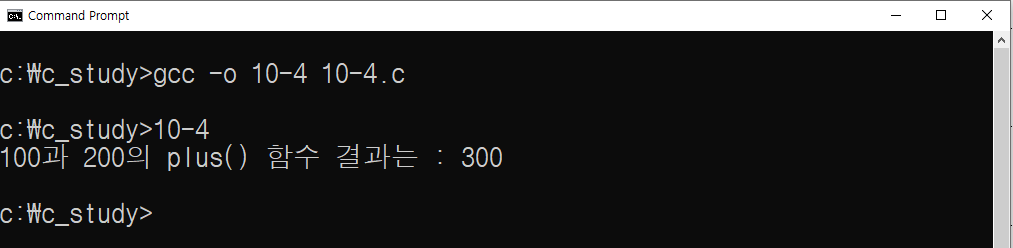 Command Prompt
c:₩c_study>gcc -o 10-4 10-4.c
c:₩c_study>10-4
100과 200의 plus() 함수 결과는 : 300
c:₩c_study>